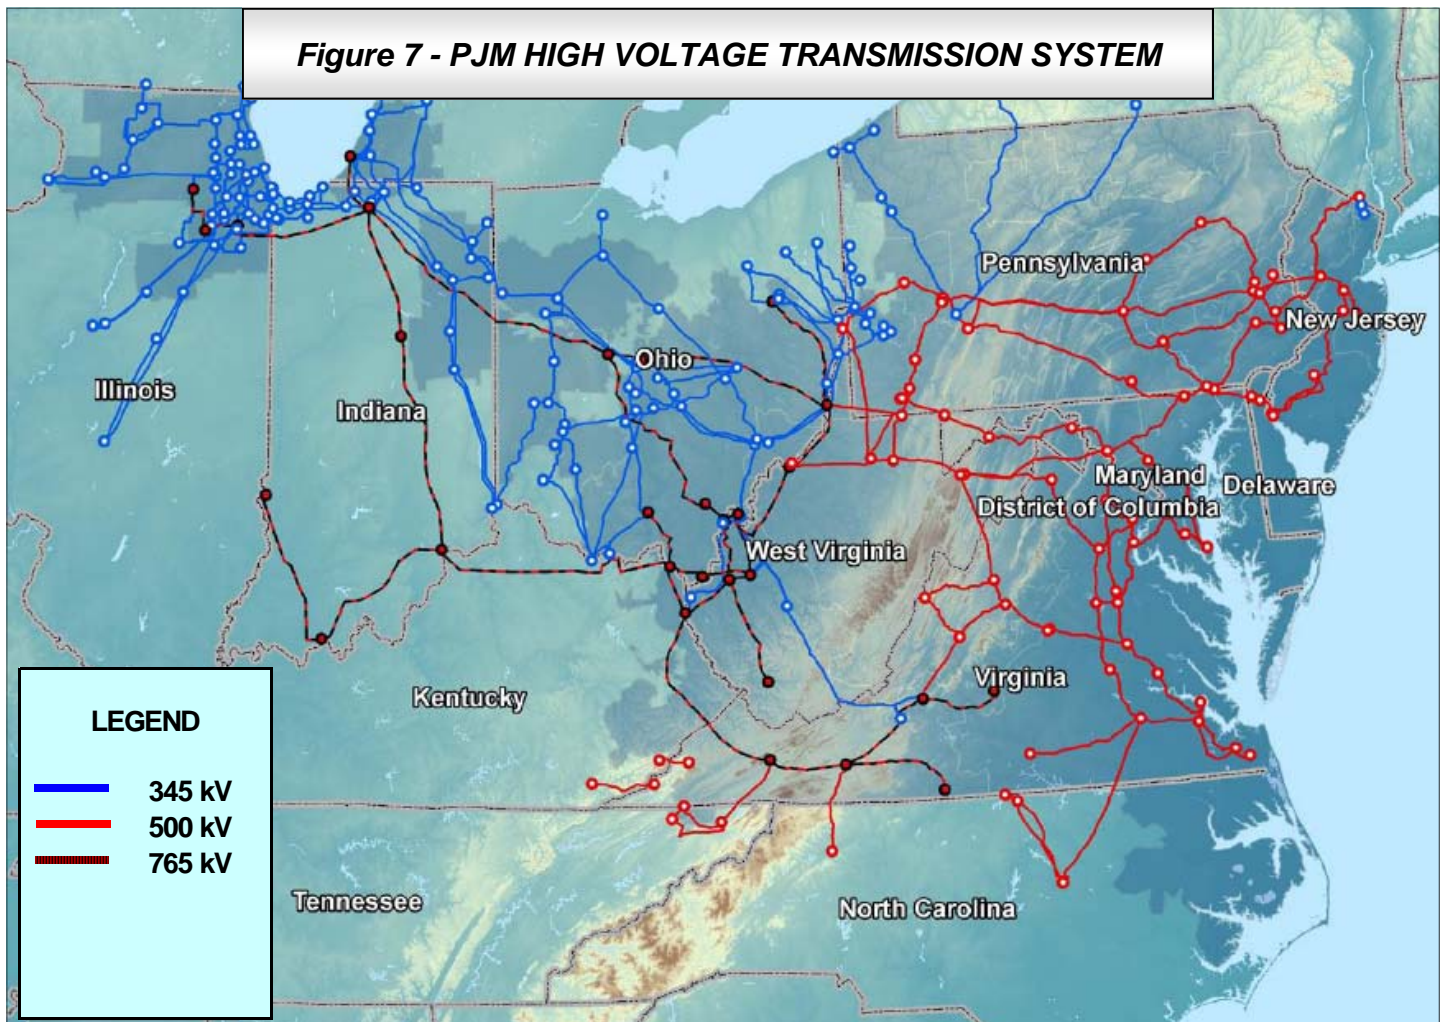 Figure 7 - PJM HIGH VOLTAGE TRANSMISSION SYSTEM
Pennsylvania
New Jersey
Ohio
Illinois
Indiana
Maryland
Delaware
District of Columbia
West Virginia
Virginia
Kentucky
LEGEND
345 kV
500 kV
765 kV
Tennessee
North Carolina